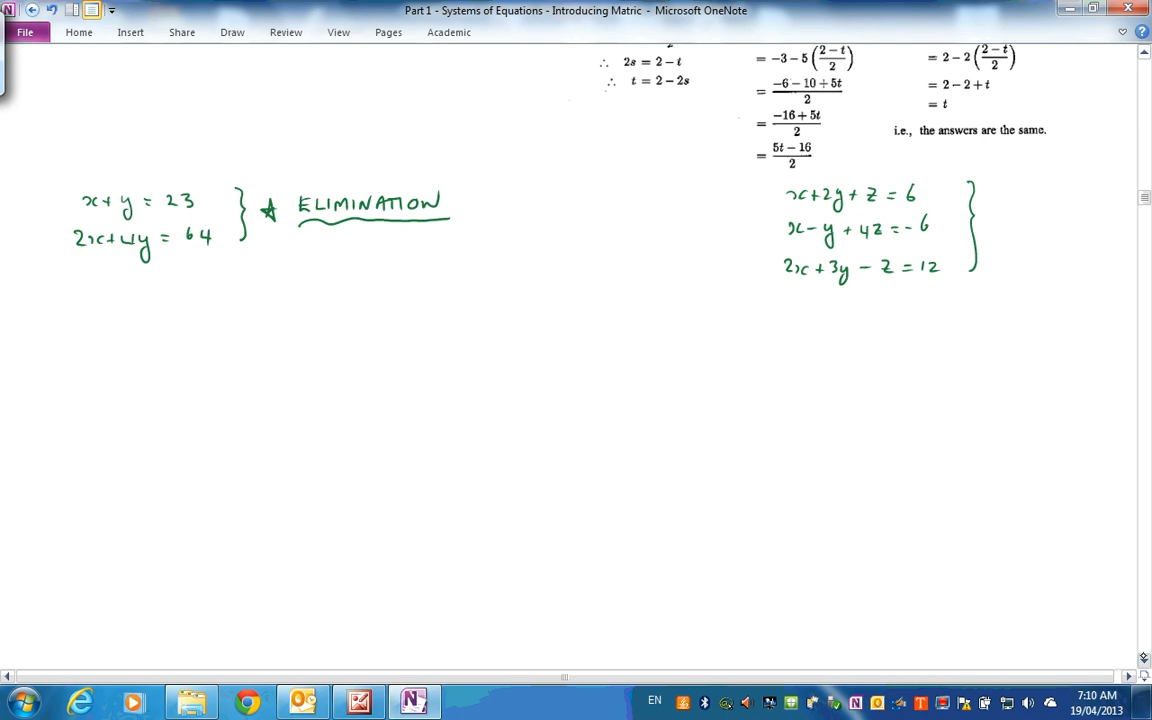 Part 1 - Systems of Equations - Introducing Matric - Microsoft OneNote
File Home Insert Share Draw Review View Pages Academic
∴ 2s = 2 − t
∴ t = 2 − 2s
= −3 − 5 ( (2 − t)/2 )
= (−6 − 10 + 5t)/2
= (−16 + 5t)/2
= (5t − 16)/2
= 2 − 2 ( (2 − t)/2 )
= 2 − 2 + t
= t
i.e., the answers are the same.
x + y = 23
2x + 4y = 64
★ ELIMINATION
x + 2y + z = 6
x − y + 4z = −6
2x + 3y − z = 12
EN
7:10 AM
19/04/2013